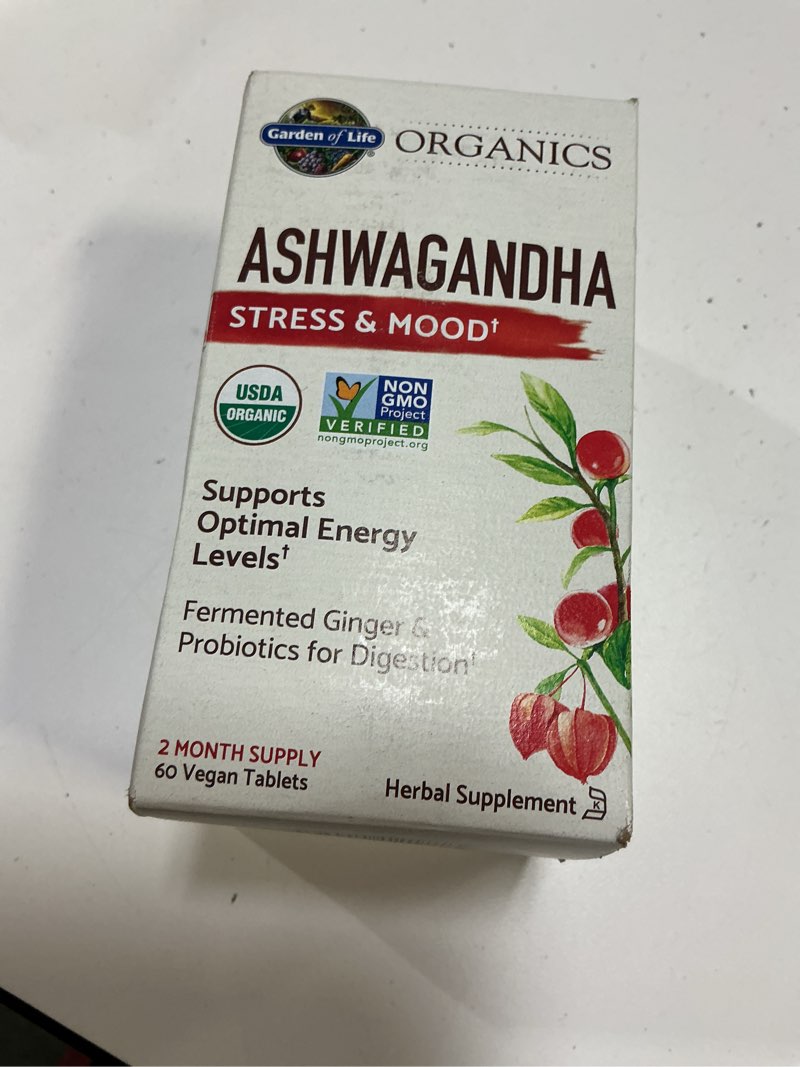 Garden of Life®
ORGANICS
ASHWAGANDHA
STRESS & MOOD†
USDA
ORGANIC
NON
GMO
Project
VERIFIED
nongmoproject.org
Supports
Optimal Energy
Levels†
Fermented Ginger &
Probiotics for Digestion†
2 MONTH SUPPLY
60 Vegan Tablets
Herbal Supplement
K